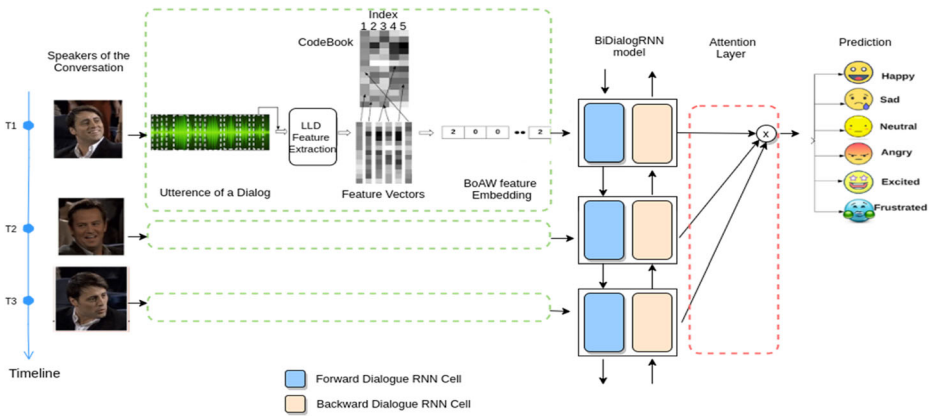 Speakers of the
Conversation
Index
1 2 3 4 5
CodeBook
BiDialogRNN
model
Attention
Layer
Prediction
T1
LLD
Feature
Extraction
2 0 0 2
Utterence of a Dialog
Feature Vectors
BoAW feature
Embedding
x
Happy
Sad
Neutral
Angry
Excited
Frustrated
T2
T3
Timeline
Forward Dialogue RNN Cell
Backward Dialogue RNN Cell